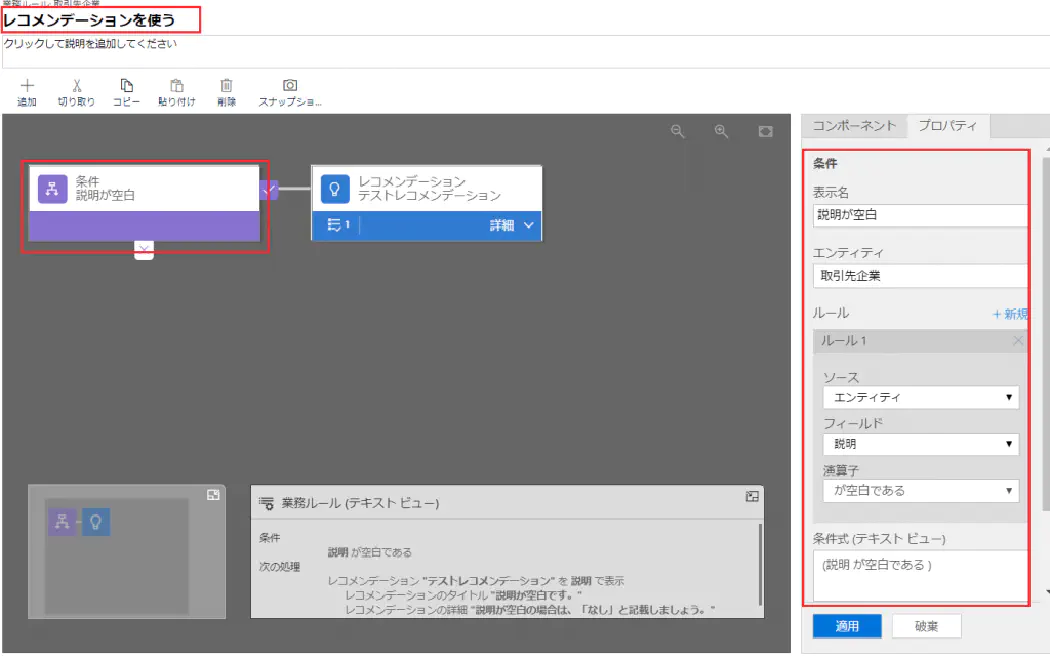 業務ルール: 取引先企業
レコメンデーションを使う
クリックして説明を追加してください
追加
切り取り
コピー
貼り付け
削除
スナップショ...
条件
説明が空白
レコメンデーション
テストレコメンデーション
1
詳細
業務ルール (テキスト ビュー)
条件
説明 が空白である
次の処理
レコメンデーション "テストレコメンデーション" を 説明 で表示
レコメンデーションのタイトル "説明が空白です。"
レコメンデーションの詳細 "説明が空白の場合は、「なし」と記載しましょう。"
コンポーネント
プロパティ
条件
表示名
説明が空白
エンティティ
取引先企業
ルール
+ 新規
ルール 1
ソース
エンティティ
フィールド
説明
演算子
が空白である
条件式 (テキスト ビュー)
(説明 が空白である )
適用
破棄